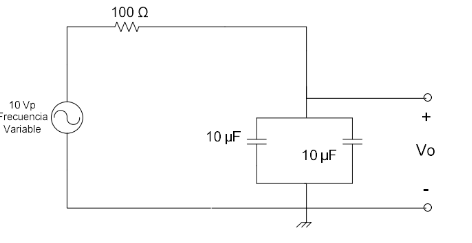 100 Ω
10 Vp
Frecuencia
Variable
10 µF
10 µF
+
Vo
-